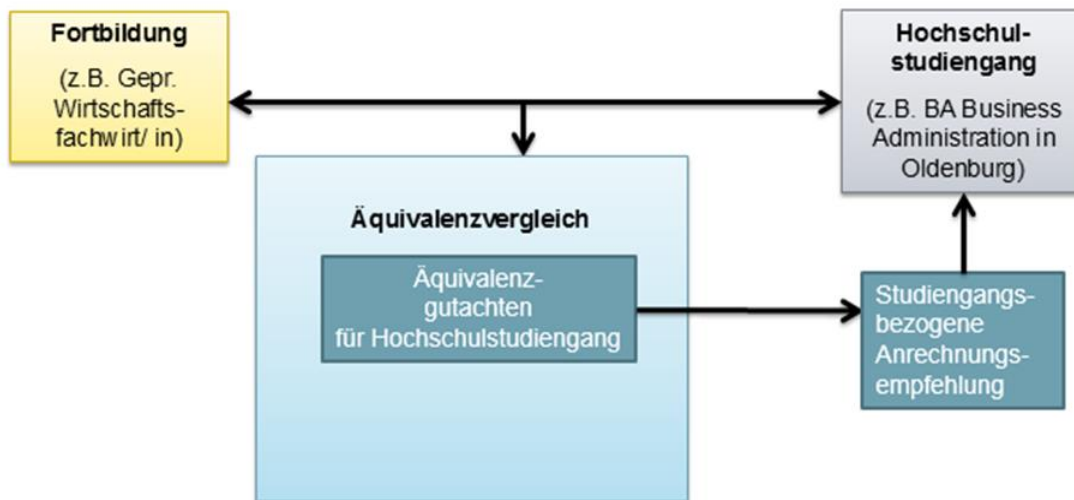 Fortbildung
(z.B. Gepr.
Wirtschafts-
fachwirt/ in)
Hochschul-
studiengang
(z.B. BA Business
Administration in
Oldenburg)
Äquivalenzvergleich
Äquivalenz-
gutachten
für Hochschulstudiengang
Studiengangs-
bezogene
Anrechnungs-
empfehlung